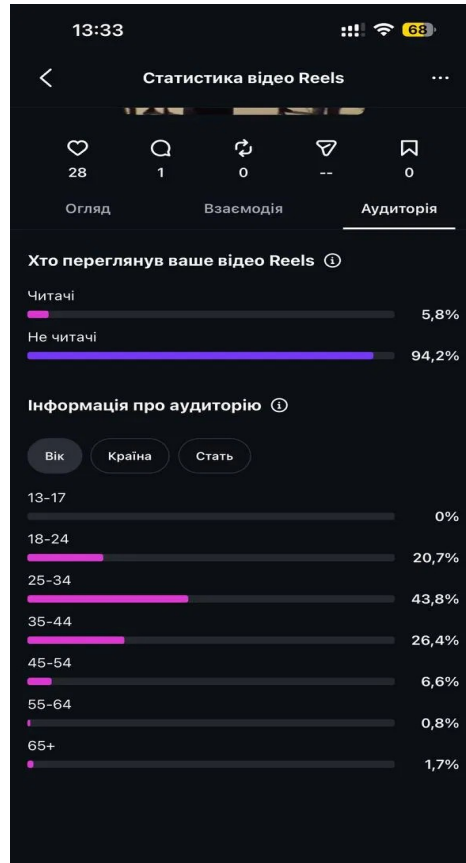 13:33
68
Статистика відео Reels
28 1 0 -- 0
Огляд Взаємодія Аудиторія
Хто переглянув ваше відео Reels
Читачі
5,8%
Не читачі
94,2%
Інформація про аудиторію
Вік Країна Стать
13-17
0%
18-24
20,7%
25-34
43,8%
35-44
26,4%
45-54
6,6%
55-64
0,8%
65+
1,7%